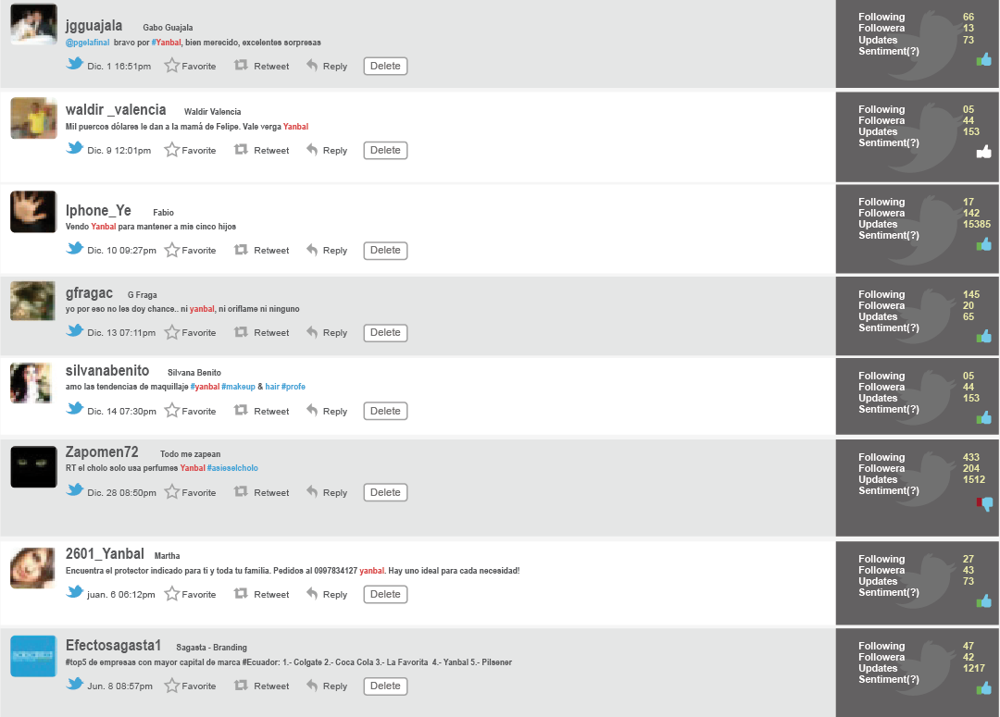 jgguajala Gabo Guajala
@pgelafinal bravo por #Yanbal, bien merecido, excelentes sorpresas
Dic. 1 16:51pm Favorite Retweet Reply Delete
Following 66
Followera 13
Updates 73
Sentiment(?)
waldir _valencia Waldir Valencia
Mil puercos dólares le dan a la mamá de Felipe. Vale verga Yanbal
Dic. 9 12:01pm Favorite Retweet Reply Delete
Following 05
Followera 44
Updates 153
Sentiment(?)
Iphone_Ye Fabio
Vendo Yanbal para mantener a mis cinco hijos
Dic. 10 09:27pm Favorite Retweet Reply Delete
Following 17
Followera 142
Updates 15385
Sentiment(?)
gfragac G Fraga
yo por eso no les doy chance.. ni yanbal, ni oriflame ni ninguno
Dic. 13 07:11pm Favorite Retweet Reply Delete
Following 145
Followera 20
Updates 65
Sentiment(?)
silvanabenito Silvana Benito
amo las tendencias de maquillaje #yanbal #makeup & hair #profe
Dic. 14 07:30pm Favorite Retweet Reply Delete
Following 05
Followera 44
Updates 153
Sentiment(?)
Zapomen72 Todo me zapean
RT el cholo solo usa perfumes Yanbal #asieselcholo
Dic. 28 08:50pm Favorite Retweet Reply Delete
Following 433
Followera 204
Updates 1512
Sentiment(?)
2601_Yanbal Martha
Encuentra el protector indicado para ti y toda tu familia. Pedidos al 0997834127 yanbal. Hay uno ideal para cada necesidad!
juan. 6 06:12pm Favorite Retweet Reply Delete
Following 27
Followera 43
Updates 73
Sentiment(?)
Efectosagasta1 Sagasta - Branding
#top5 de empresas con mayor capital de marca #Ecuador: 1.- Colgate 2.- Coca Cola 3.- La Favorita 4.- Yanbal 5.- Pilsener
Jun. 8 08:57pm Favorite Retweet Reply Delete
Following 47
Followera 42
Updates 1217
Sentiment(?)